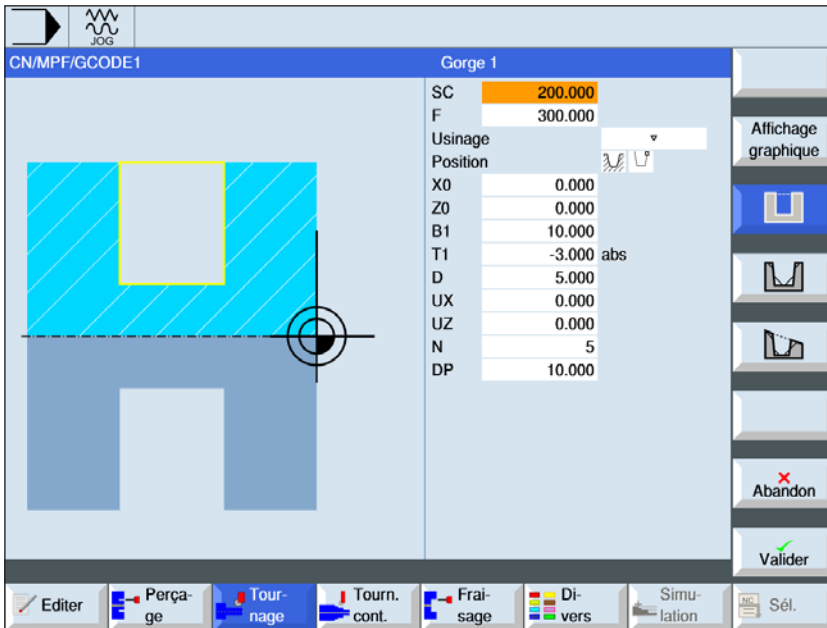 JOG
CN/MPF/GCODE1
Gorge 1
SC 200.000
F 300.000
Usinage ▿
Position
X0 0.000
Z0 0.000
B1 10.000
T1 -3.000 abs
D 5.000
UX 0.000
UZ 0.000
N 5
DP 10.000
Affichage
graphique
Abandon
Valider
Editer
Perça-
ge
Tour-
nage
Tourn.
cont.
Frai-
sage
Di-
vers
Simu-
lation
NC
Sél.